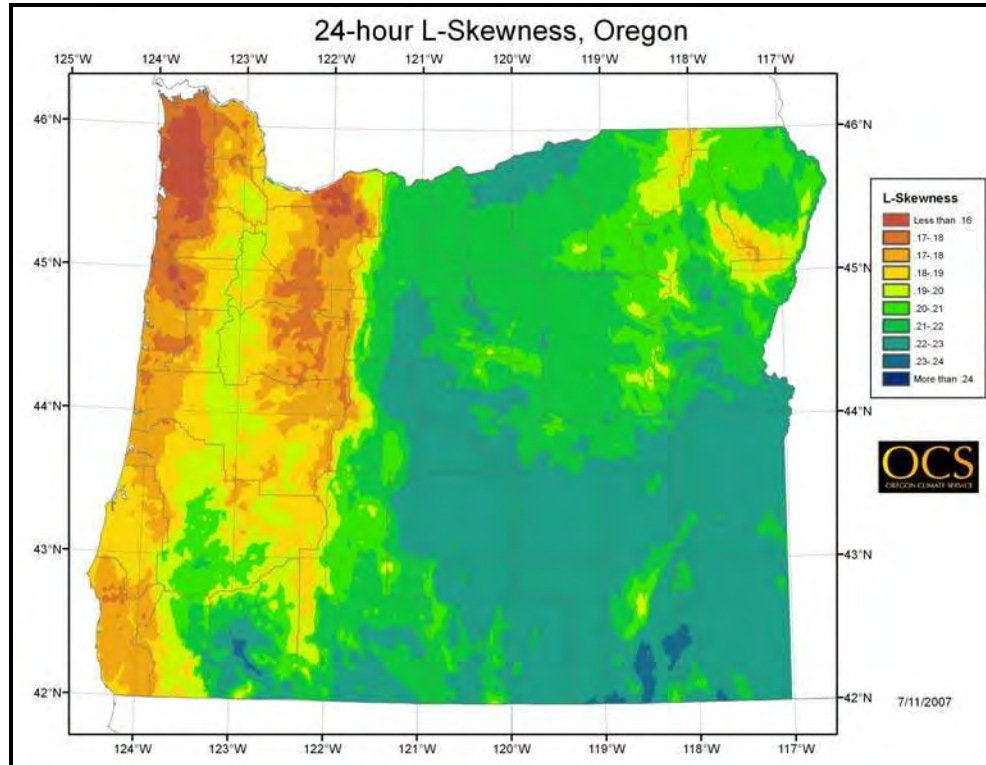 24-hour L-Skewness, Oregon
125°W 124°W 123°W 122°W 121°W 120°W 119°W 118°W 117°W
46°N 46°N
45°N 45°N
44°N 44°N
43°N 43°N
42°N 42°N
124°W 123°W 122°W 121°W 120°W 119°W 118°W 117°W
L-Skewness
Less than .16
.17-.18
.17-.18
.18-.19
.19-.20
.20-.21
.21-.22
.22-.23
.23-.24
More than .24
OCS
OREGON CLIMATE SERVICE
7/11/2007